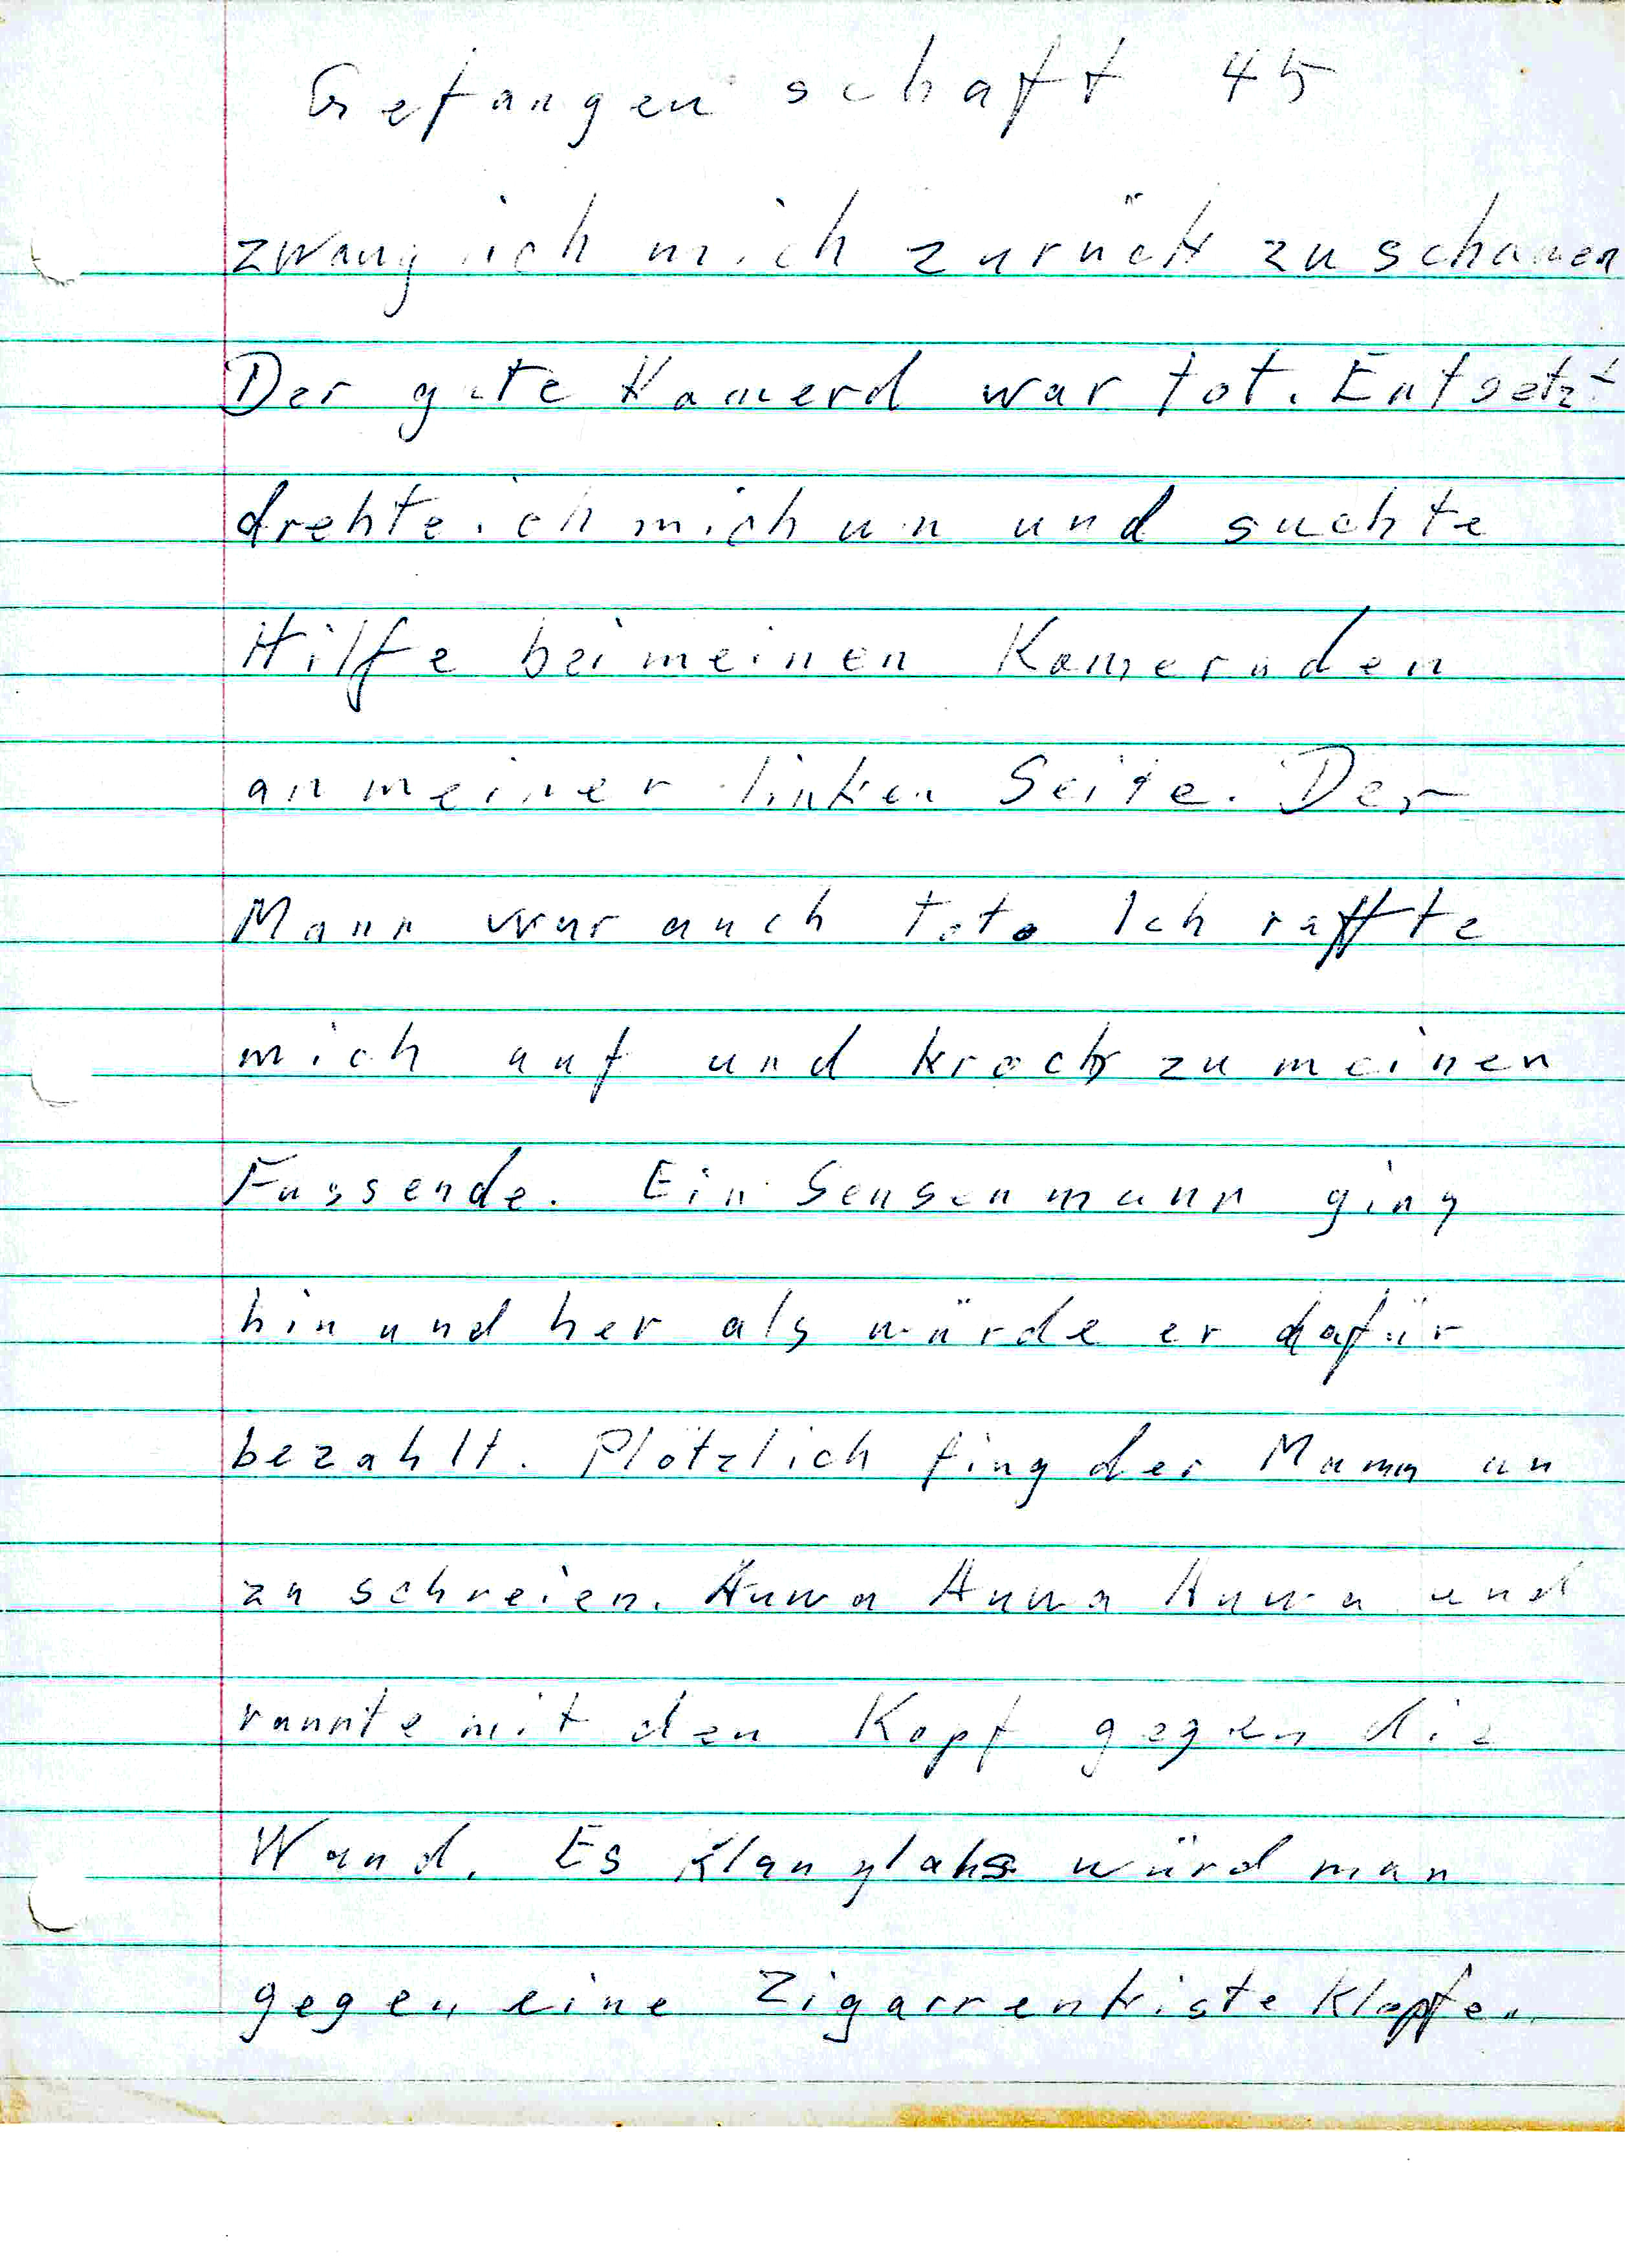 Gefangenschaft 45
zwang ich mich zurück zu schauen
Der gute Kamerd war tot. Entsetzt
drehte ich mich um und suchte
Hilfe bei meinen Kameraden
an meiner linken Seite. Der
Mann war auch tot. Ich raffte
mich auf und kroch zu meinen
Fussende. Ein Sensenmann ging
hin und her als würde er dafür
bezahlt. Plötzlich fing der Mann an
zu schreien. Huwa Huwa Huwa und
rannte mit den Kopf gegen die
Wand. Es klang als würd man
gegen eine Zigarrenkiste klopfen